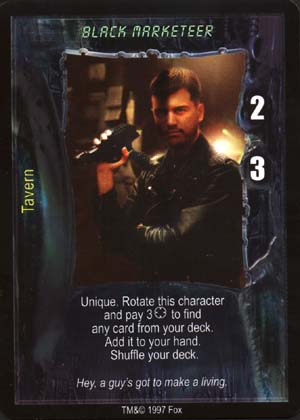 BLACK MARKETEER
2
3
Tavern
Unique. Rotate this character
and pay 3 to find
any card from your deck.
Add it to your hand.
Shuffle your deck.
Hey, a guy's got to make a living.
TM&© 1997 Fox